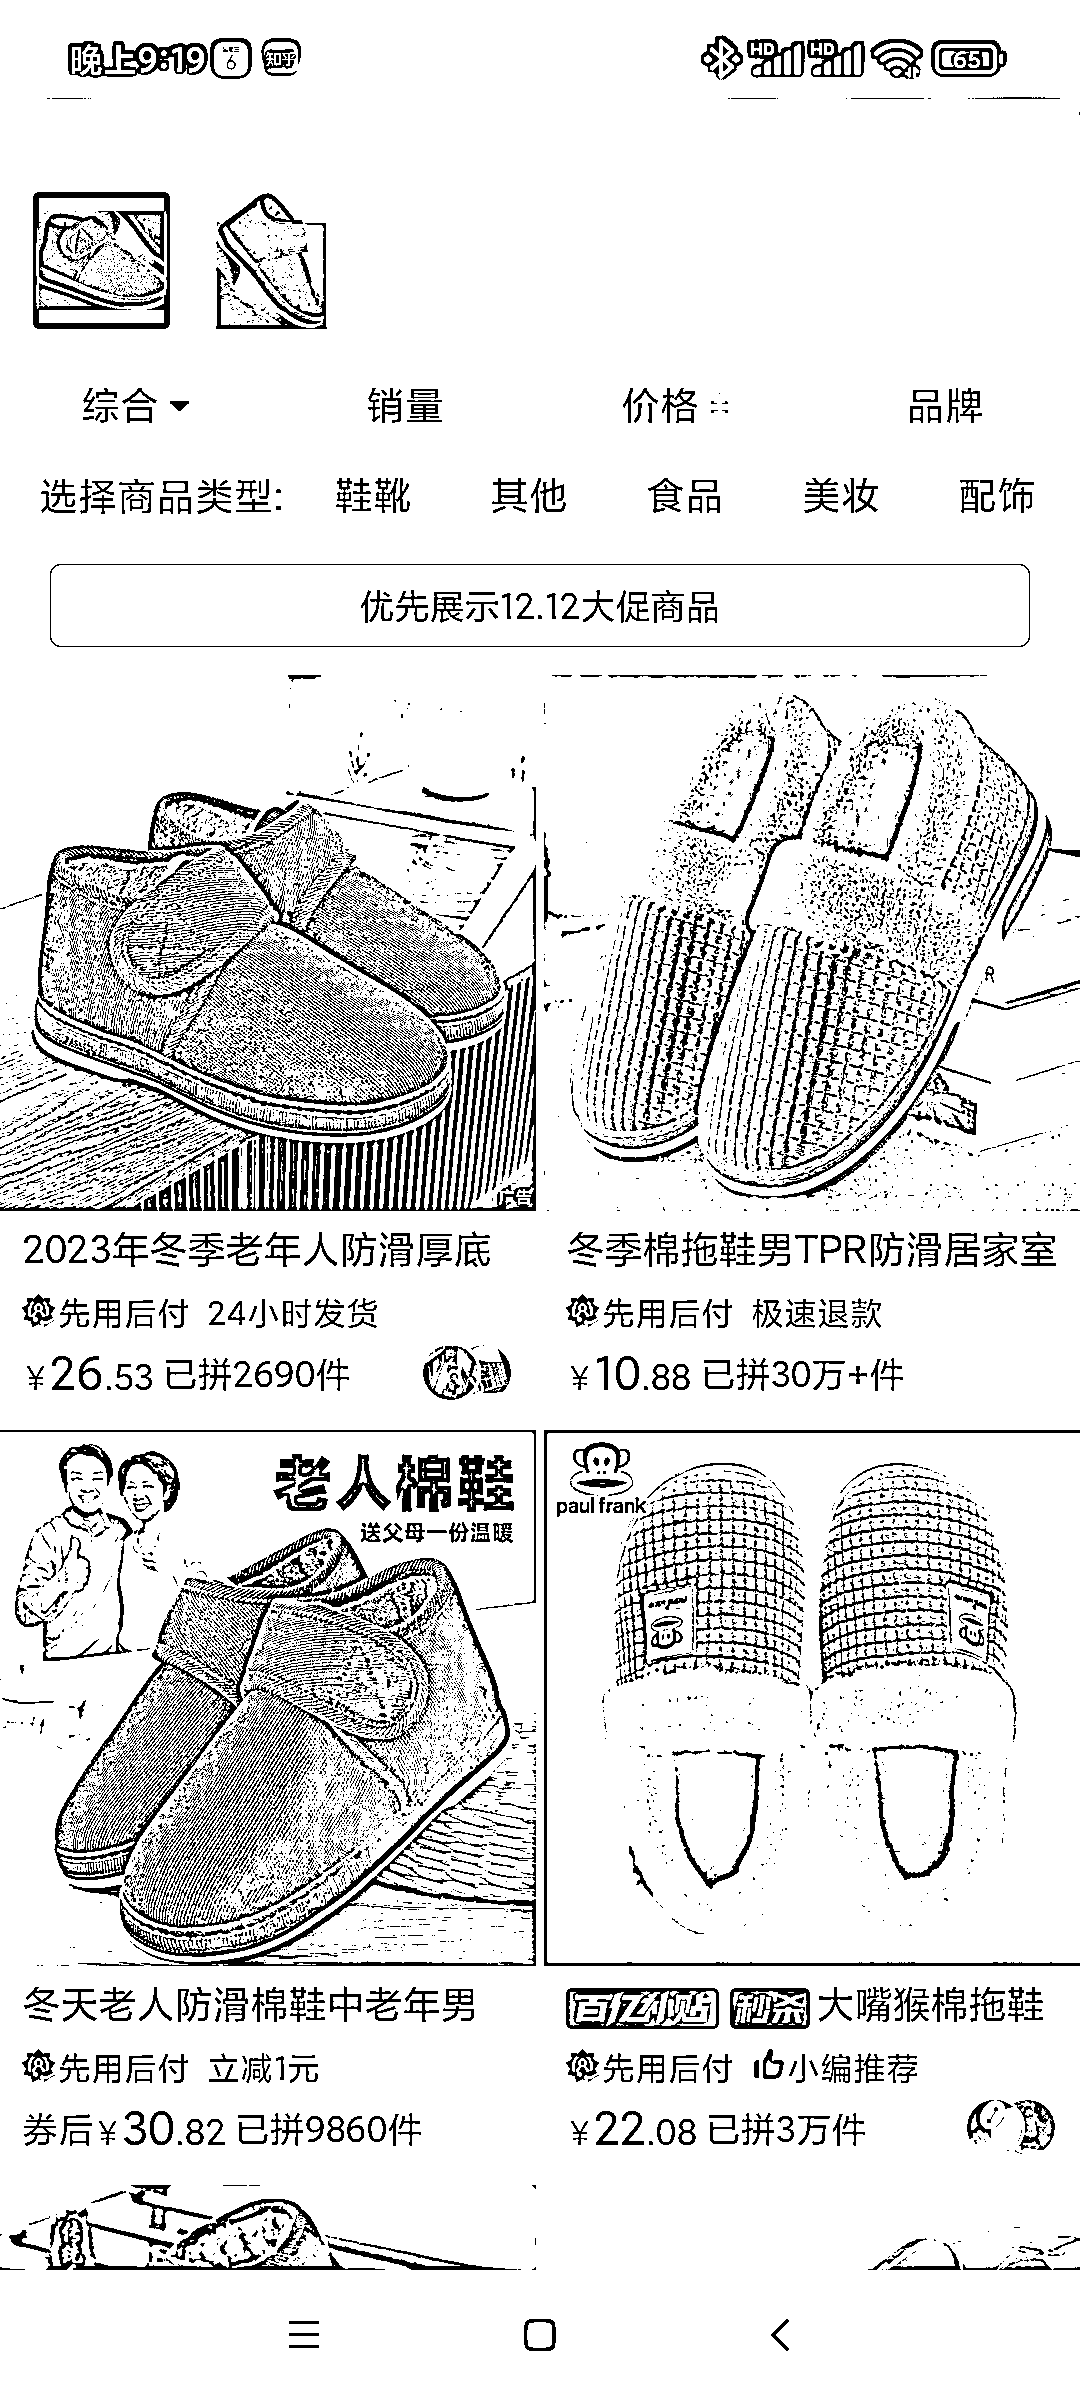 晚上9:19 6 知乎 HD HD 65
综合 销量 价格 品牌
选择商品类型: 鞋靴 其他 食品 美妆 配饰
优先展示12.12大促商品
R
广告
2023年冬季老年人防滑厚底
先用后付 24小时发货
¥26.53 已拼2690件
冬季棉拖鞋男TPR防滑居家室
先用后付 极速退款
¥10.88 已拼30万+件
老人棉鞋
送父母一份温暖
paul frank
冬天老人防滑棉鞋中老年男
先用后付 立减1元
券后¥30.82 已拼9860件
百亿补贴 秒杀 大嘴猴棉拖鞋
先用后付 小编推荐
¥22.08 已拼3万件